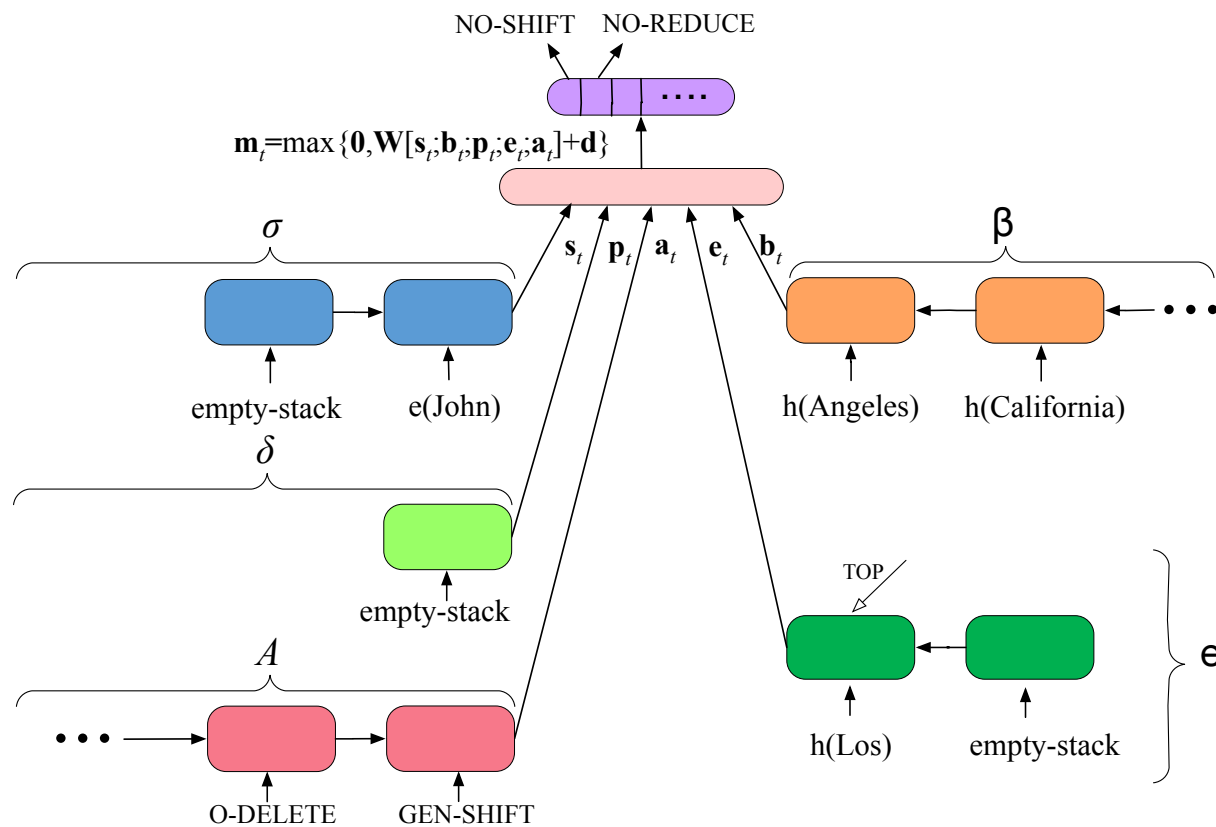 NO-SHIFT NO-REDUCE
....
m_t=max{0,W[s_t;b_t;p_t;e_t;a_t]+d}
σ
β
s_t p_t a_t e_t b_t
•••
empty-stack e(John)
h(Angeles) h(California)
δ
empty-stack
TOP
e
A
•••
h(Los) empty-stack
O-DELETE GEN-SHIFT